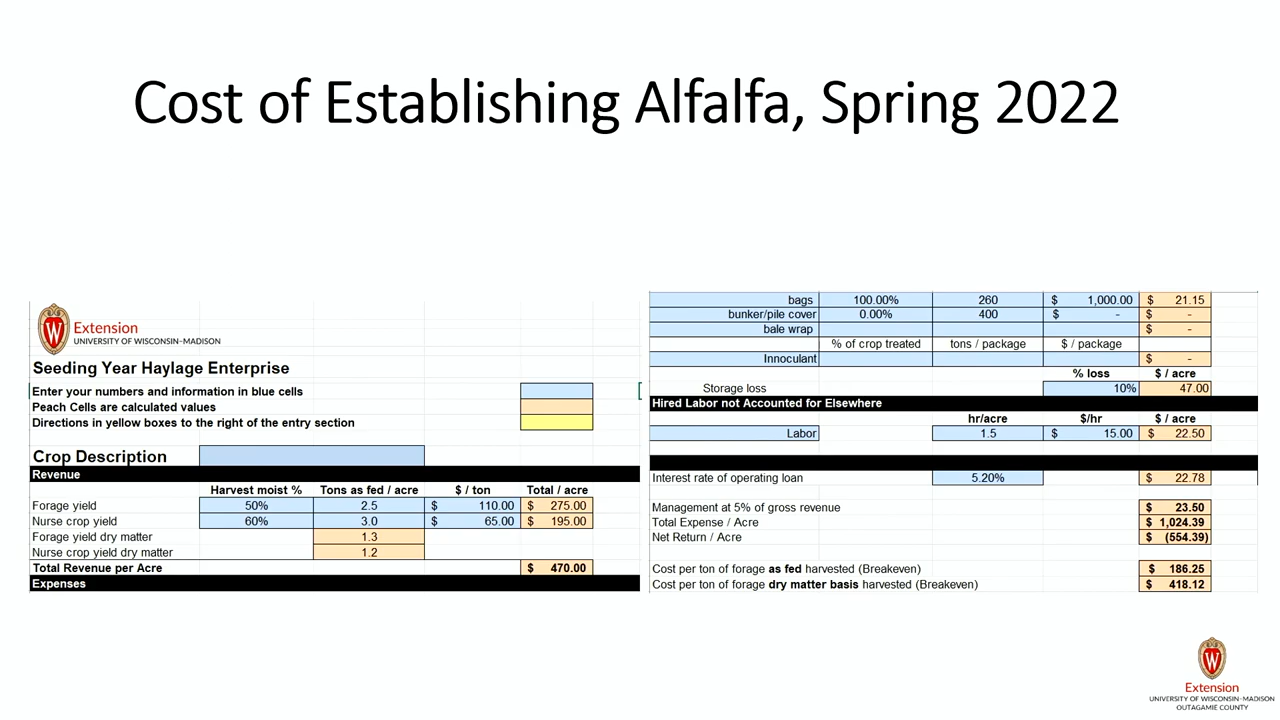 Cost of Establishing Alfalfa, Spring 2022
Extension
UNIVERSITY OF WISCONSIN-MADISON
Seeding Year Haylage Enterprise
Enter your numbers and information in blue cells
Peach Cells are calculated values
Directions in yellow boxes to the right of the entry section
Crop Description
Revenue
Harvest moist % Tons as fed / acre $ / ton Total / acre
Forage yield 50% 2.5 $ 110.00 $ 275.00
Nurse crop yield 60% 3.0 $ 65.00 $ 195.00
Forage yield dry matter 1.3
Nurse crop yield dry matter 1.2
Total Revenue per Acre $ 470.00
Expenses
bags 100.00% 260 $ 1,000.00 $ 21.15
bunker/pile cover 0.00% 400 $ - $ -
bale wrap $ -
% of crop treated tons / package $ / package
Innoculant $ -
% loss $ / acre
Storage loss 10% 47.00
Hired Labor not Accounted for Elsewhere
hr/acre $/hr $ / acre
Labor 1.5 $ 15.00 $ 22.50
Interest rate of operating loan 5.20% $ 22.78
Management at 5% of gross revenue $ 23.50
Total Expense / Acre $ 1,024.39
Net Return / Acre $ (554.39)
Cost per ton of forage as fed harvested (Breakeven) $ 186.25
Cost per ton of forage dry matter basis harvested (Breakeven) $ 418.12
Extension
UNIVERSITY OF WISCONSIN-MADISON
OUTAGAMIE COUNTY